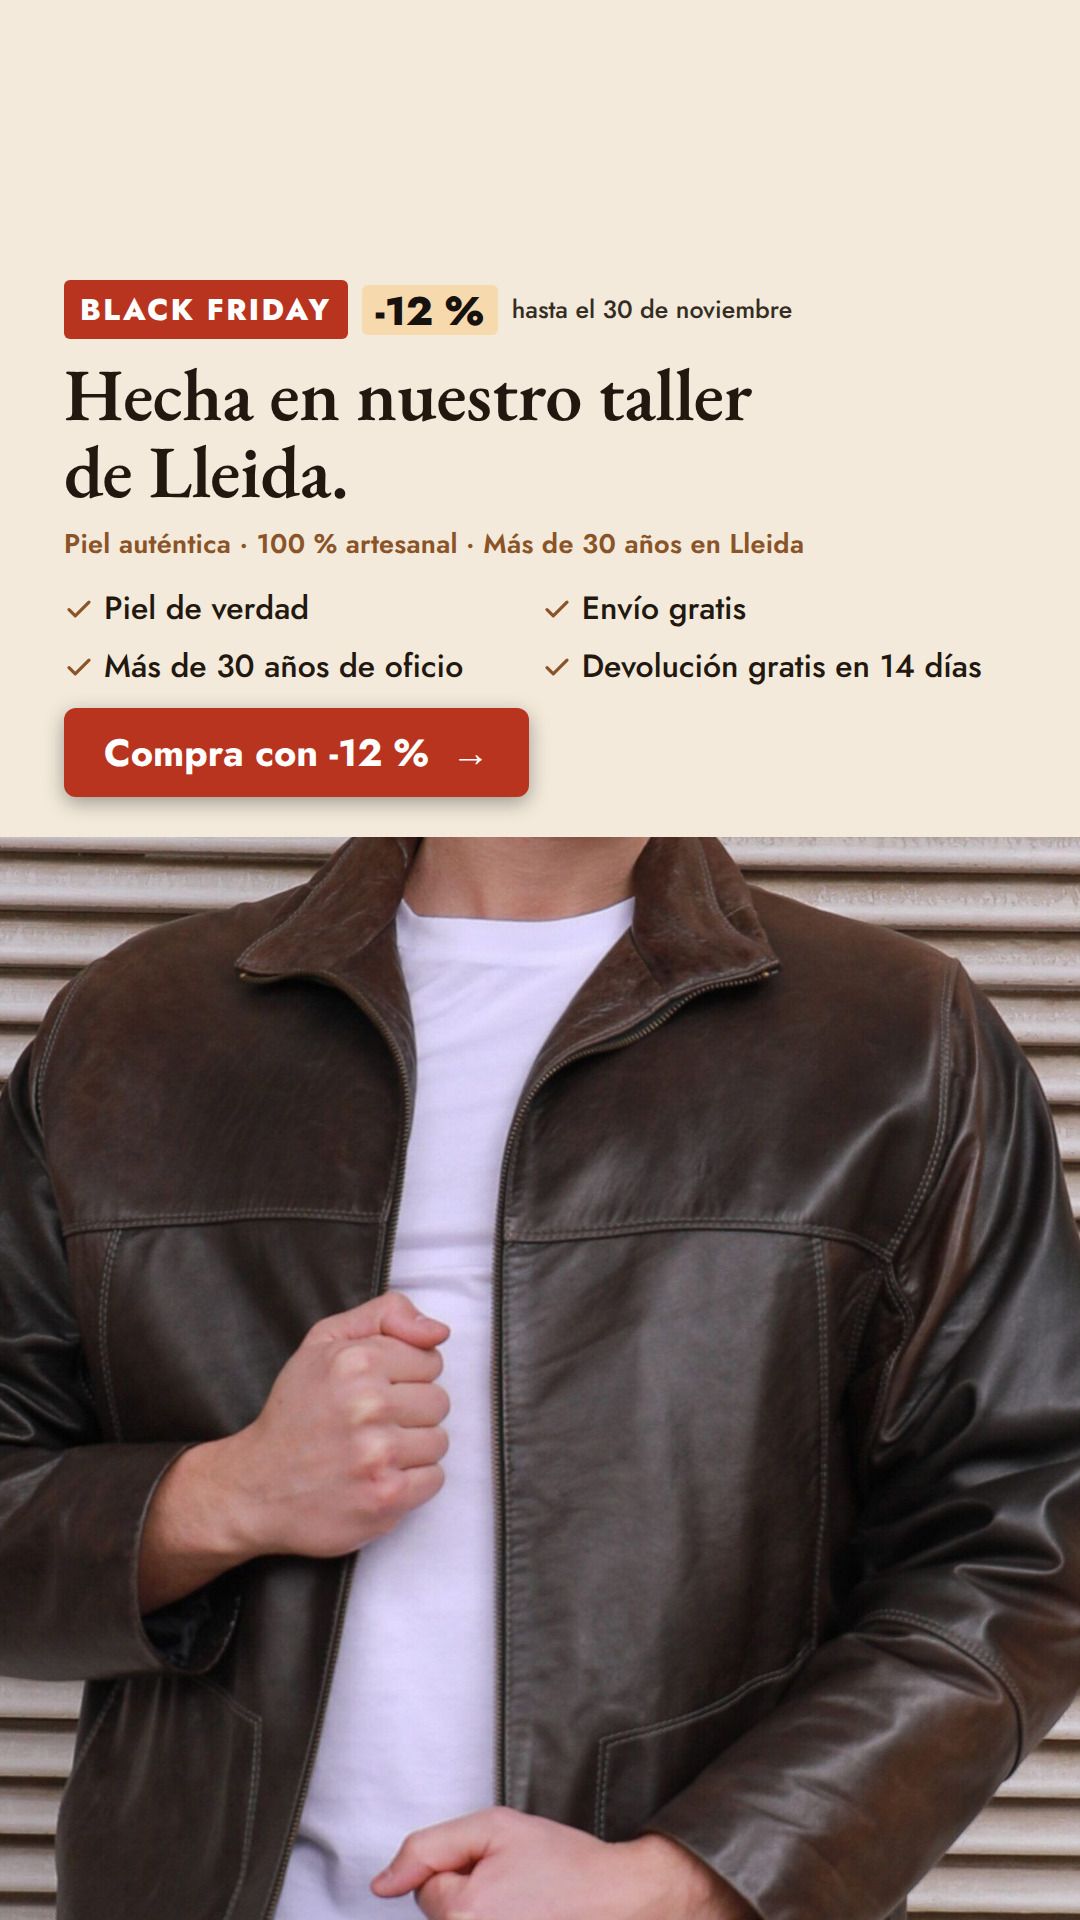 BLACK FRIDAY -12 % hasta el 30 de noviembre
Hecha en nuestro taller
de Lleida.
Piel auténtica · 100 % artesanal · Más de 30 años en Lleida
✓ Piel de verdad ✓ Envío gratis
✓ Más de 30 años de oficio ✓ Devolución gratis en 14 días
Compra con -12 % →